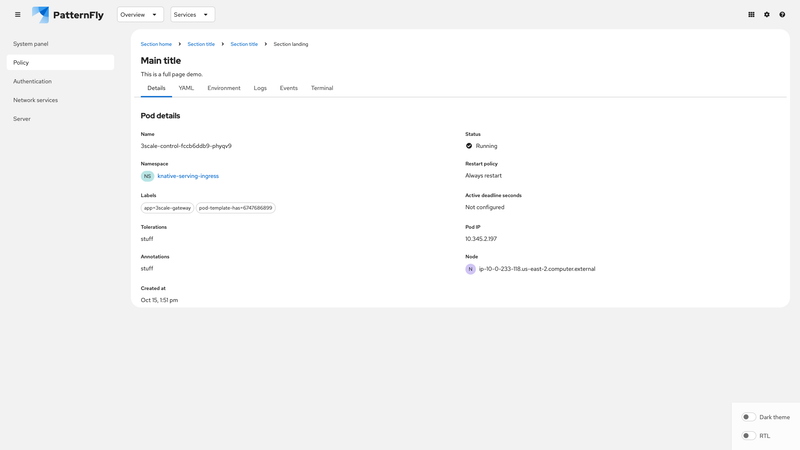 PatternFly
Overview
Services
System panel
Policy
Authentication
Network services
Server
Section home
Section title
Section title
Section landing
Main title
This is a full page demo.
Details
YAML
Environment
Logs
Events
Terminal
Pod details
Name
3scale-control-fccb6ddb9-phyqv9
Status
Running
Namespace
NS knative-serving-ingress
Restart policy
Always restart
Labels
app=3scale-gateway
pod-template-has=6747686899
Active deadline seconds
Not configured
Tolerations
stuff
Pod IP
10.345.2.197
Annotations
stuff
Node
N ip-10-0-233-118.us-east-2.computer.external
Created at
Oct 15, 1:51 pm
Dark theme
RTL